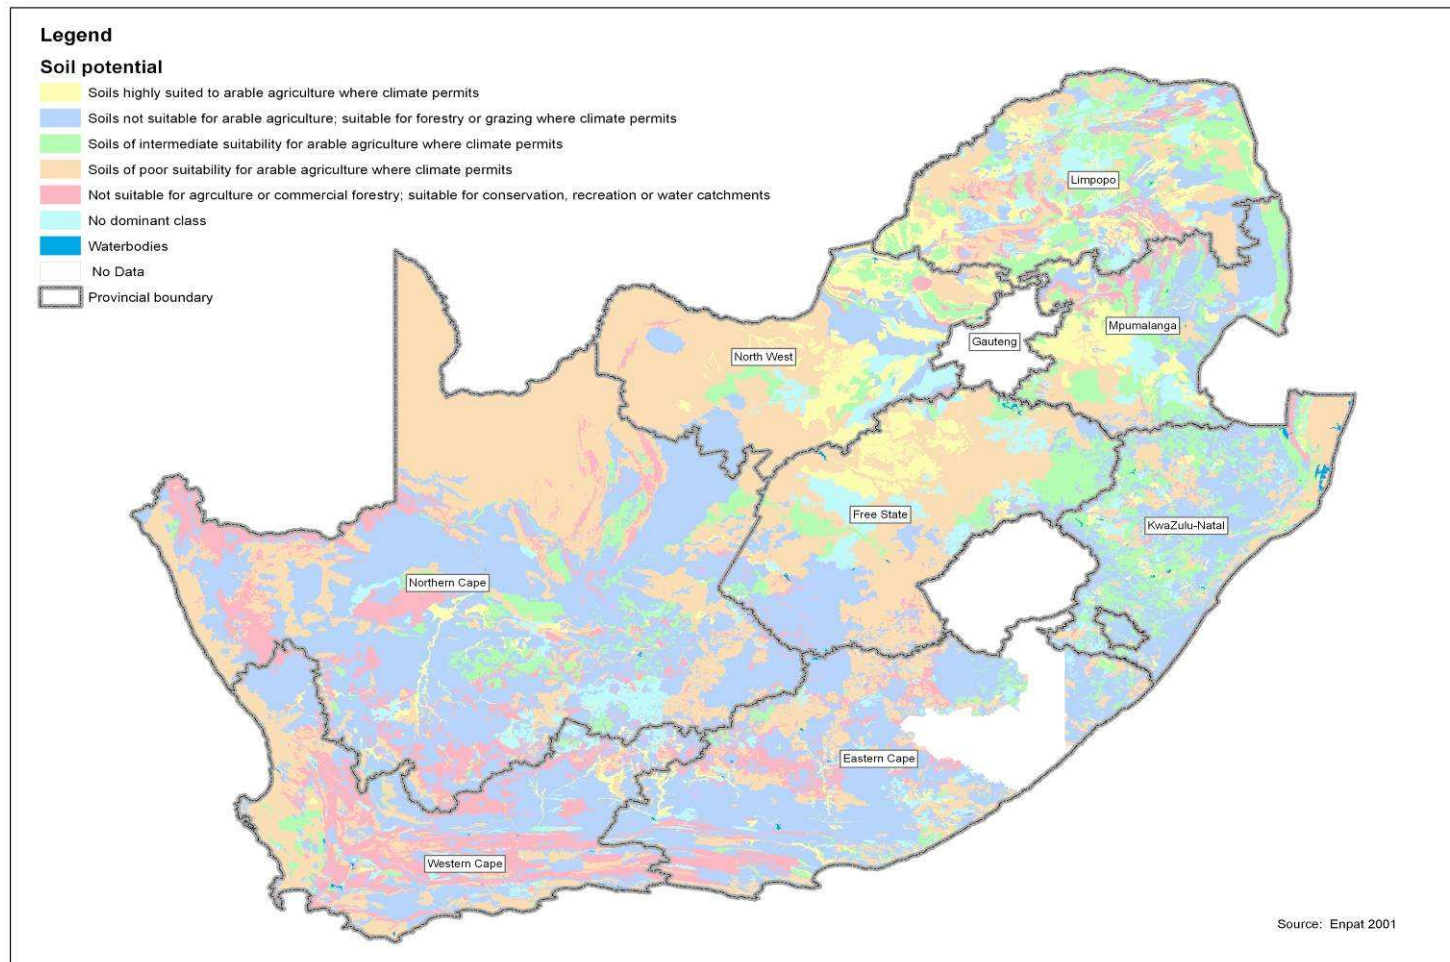 Legend
Soil potential
Soils highly suited to arable agriculture where climate permits
Soils not suitable for arable agriculture; suitable for forestry or grazing where climate permits
Soils of intermediate suitability for arable agriculture where climate permits
Soils of poor suitability for arable agriculture where climate permits
Not suitable for agrculture or commercial forestry; suitable for conservation, recreation or water catchments
No dominant class
Waterbodies
No Data
Provincial boundary
Limpopo
Mpumalanga
Gauteng
North West
Free State
KwaZulu-Natal
Northern Cape
Eastern Cape
Western Cape
Source: Enpat 2001